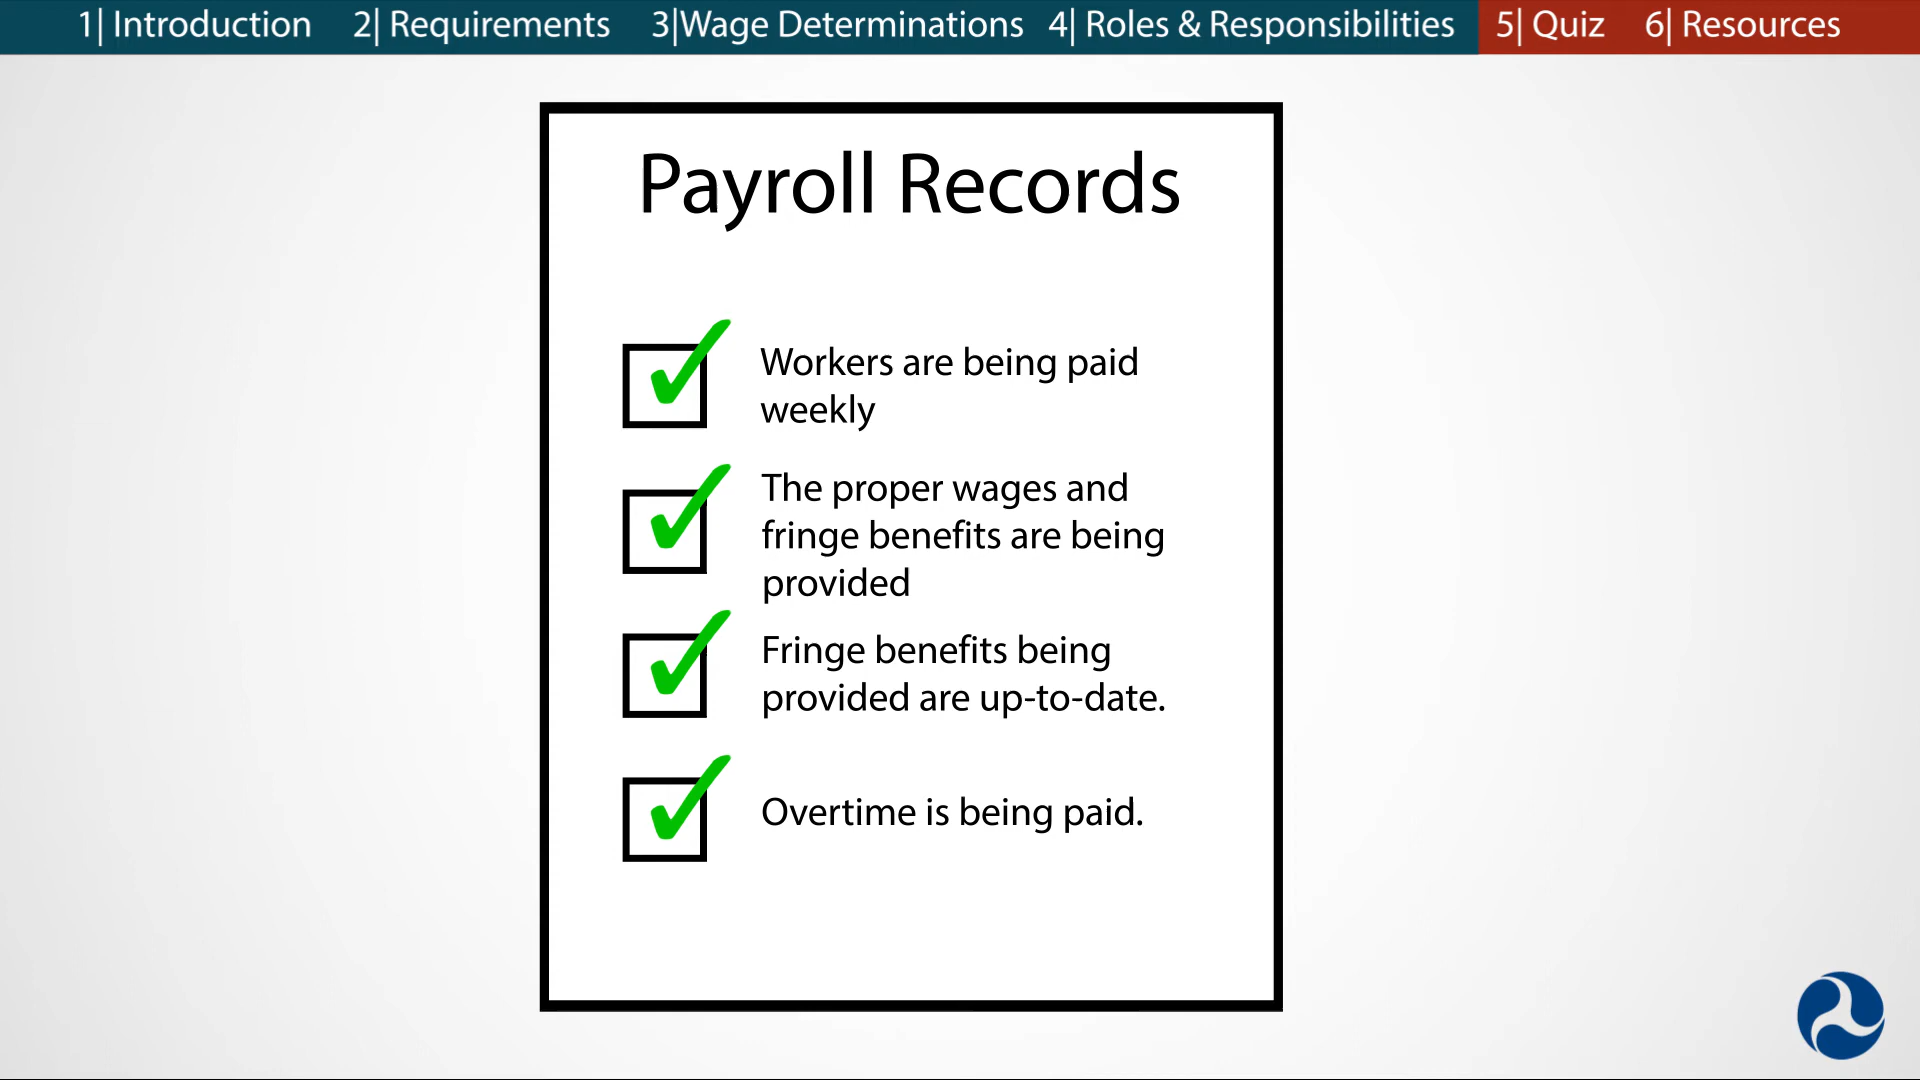 1| Introduction 2| Requirements 3|Wage Determinations 4| Roles & Responsibilities 5| Quiz 6| Resources
Payroll Records
Workers are being paid
weekly
The proper wages and
fringe benefits are being
provided
Fringe benefits being
provided are up-to-date.
Overtime is being paid.